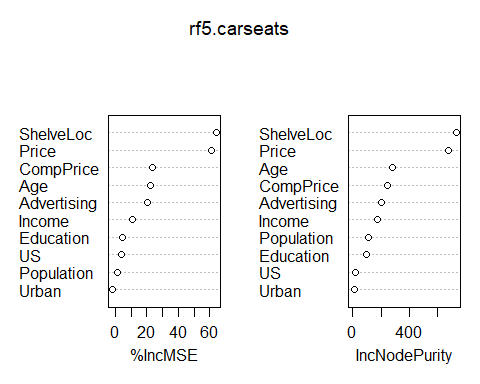 rf5.carseats
ShelveLoc
Price
CompPrice
Age
Advertising
Income
Education
US
Population
Urban
0 20 40 60
%IncMSE
ShelveLoc
Price
Age
CompPrice
Advertising
Income
Population
Education
US
Urban
0 400
IncNodePurity